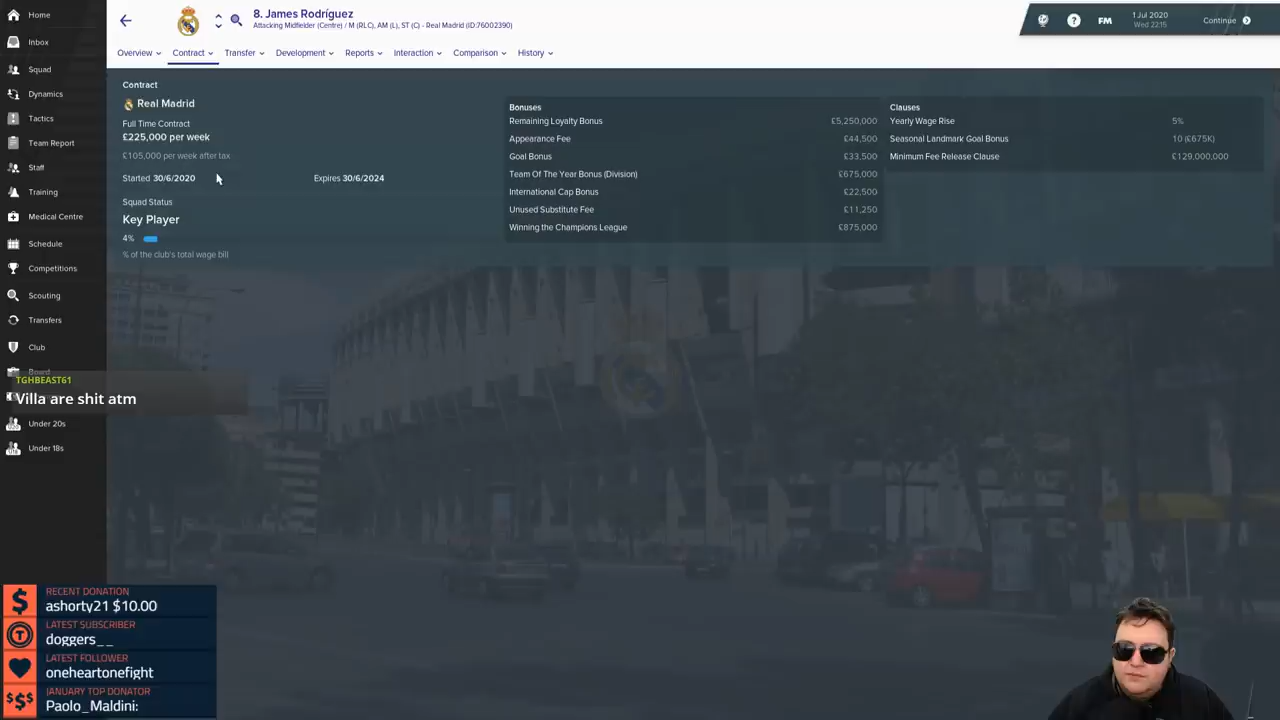 Home
8. James Rodríguez
Attacking Midfielder (Centre) / M (RLC), AM (L), ST (C) - Real Madrid (ID:76002390)
FM
1 Jul 2020
Wed 22:15
Continue
Inbox
Overview
Contract
Transfer
Development
Reports
Interaction
Comparison
History
Squad
Dynamics
Tactics
Team Report
Staff
Training
Medical Centre
Schedule
Competitions
Scouting
Transfers
Club
Board
Under 20s
Under 18s
Contract
Real Madrid
Full Time Contract
£225,000 per week
£105,000 per week after tax
Started 30/6/2020
Expires 30/6/2024
Squad Status
Key Player
4%
% of the club's total wage bill
Bonuses
Remaining Loyalty Bonus £5,250,000
Appearance Fee £44,500
Goal Bonus £33,500
Team Of The Year Bonus (Division) £675,000
International Cap Bonus £22,500
Unused Substitute Fee £11,250
Winning the Champions League £875,000
Clauses
Yearly Wage Rise 5%
Seasonal Landmark Goal Bonus 10 (£675K)
Minimum Fee Release Clause £129,000,000
TGHBEAST61
Villa are shit atm
RECENT DONATION
ashorty21 $10.00
LATEST SUBSCRIBER
doggers__
LATEST FOLLOWER
oneheartonefight
JANUARY TOP DONATOR
Paolo_Maldini: